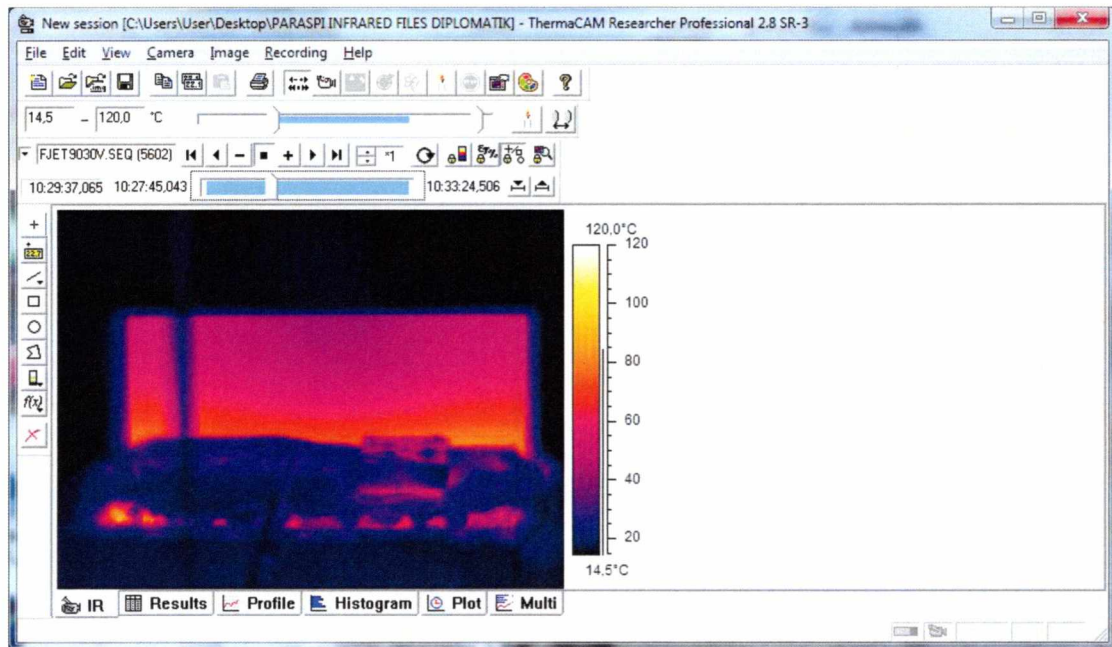 New session [C:\Users\User\Desktop\PARASPI INFRARED FILES DIPLOMATIK] - ThermaCAM Researcher Professional 2.8 SR-3
File Edit View Camera Image Recording Help
14,5 - 120,0 °C
FJET9030V.SEQ (5602) *1
10:29:37,065 10:27:45,043 10:33:24,506
120,0°C
120
100
80
60
40
20
14,5°C
IR Results Profile Histogram Plot Multi